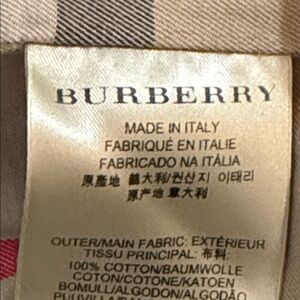 BURBERRY
MADE IN ITALY
FABRIQUÉ EN ITALIE
FABRICADO NA ITÁLIA
原産地 義大利/원산지 이태리
原产地 意大利
OUTER/MAIN FABRIC: EXTÉRIEUR
TISSU PRINCIPAL: 布料:
100% COTTON/BAUMWOLLE
COTON/COTONE/KATOEN
BOMULL/ALGODON/ALGODÃO